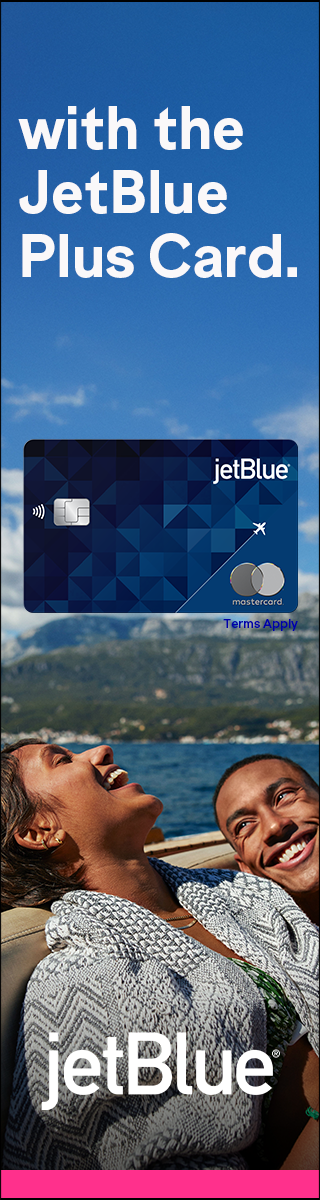 with the
JetBlue
Plus Card.
jetBlue®
mastercard
Terms Apply
jetBlue®